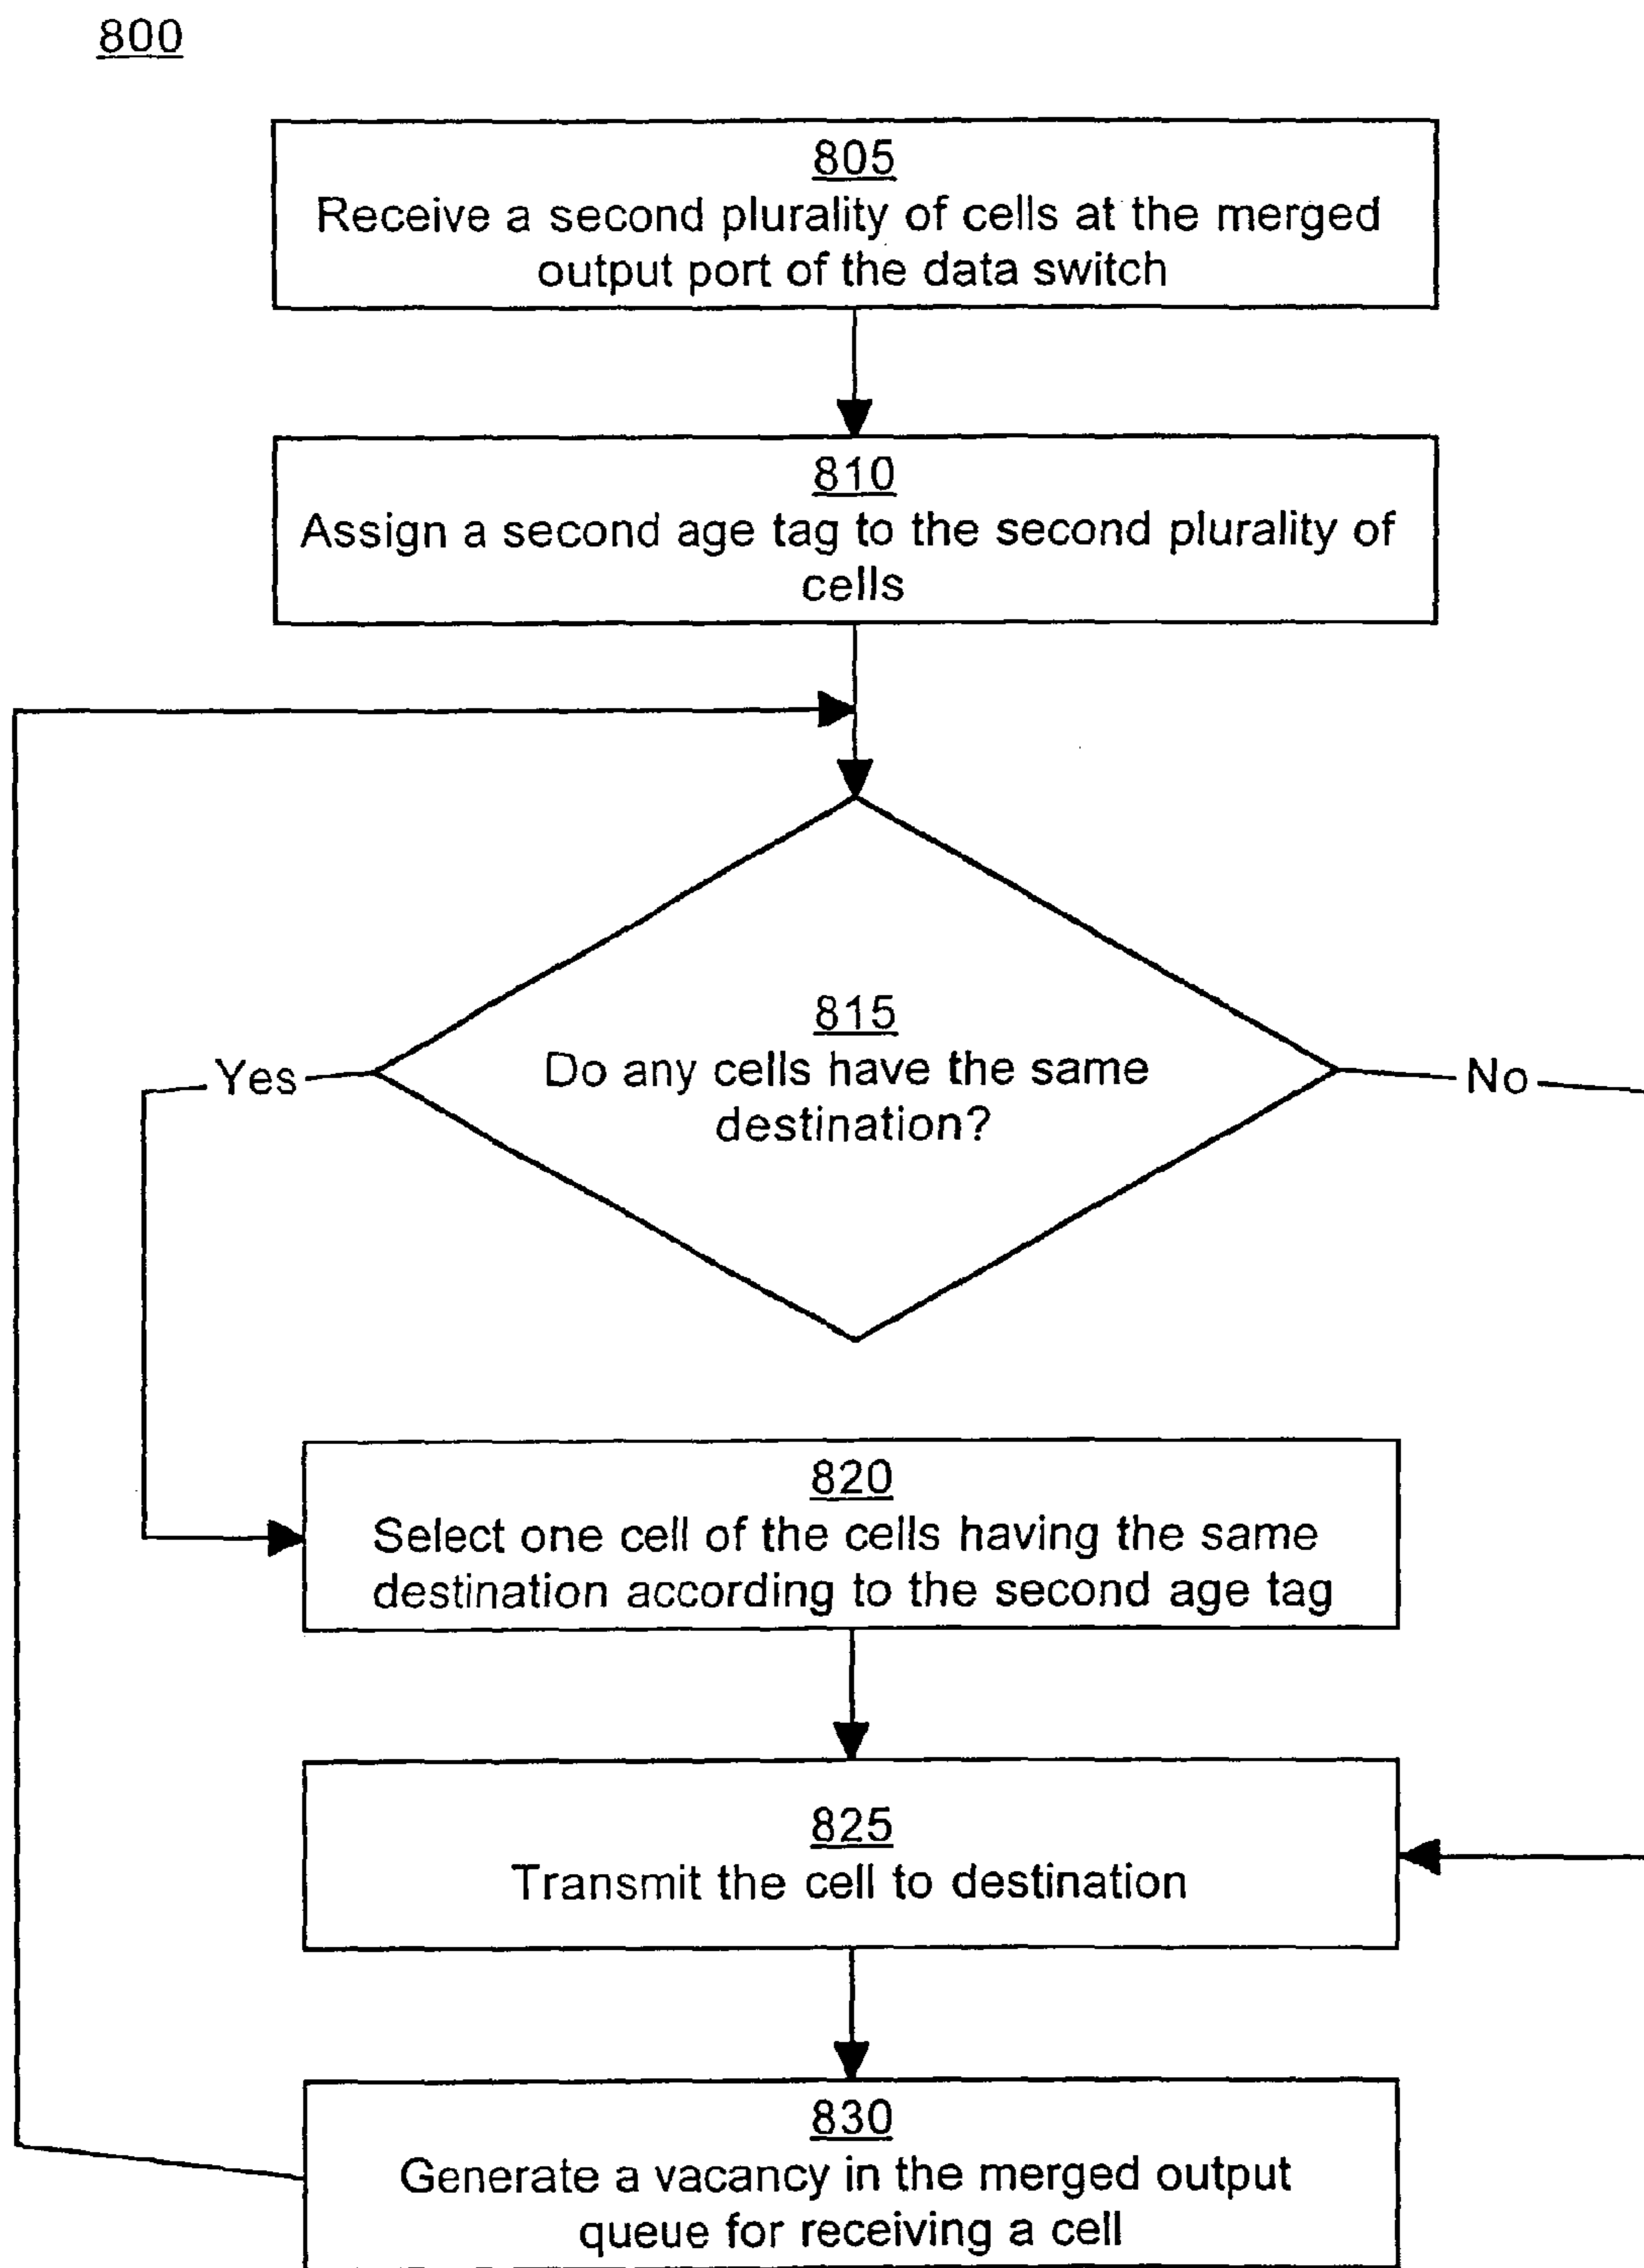 800
805
Receive a second plurality of cells at the merged
output port of the data switch
810
Assign a second age tag to the second plurality of
cells
815
Do any cells have the same
destination?
Yes
No
820
Select one cell of the cells having the same
destination according to the second age tag
825
Transmit the cell to destination
830
Generate a vacancy in the merged output
queue for receiving a cell